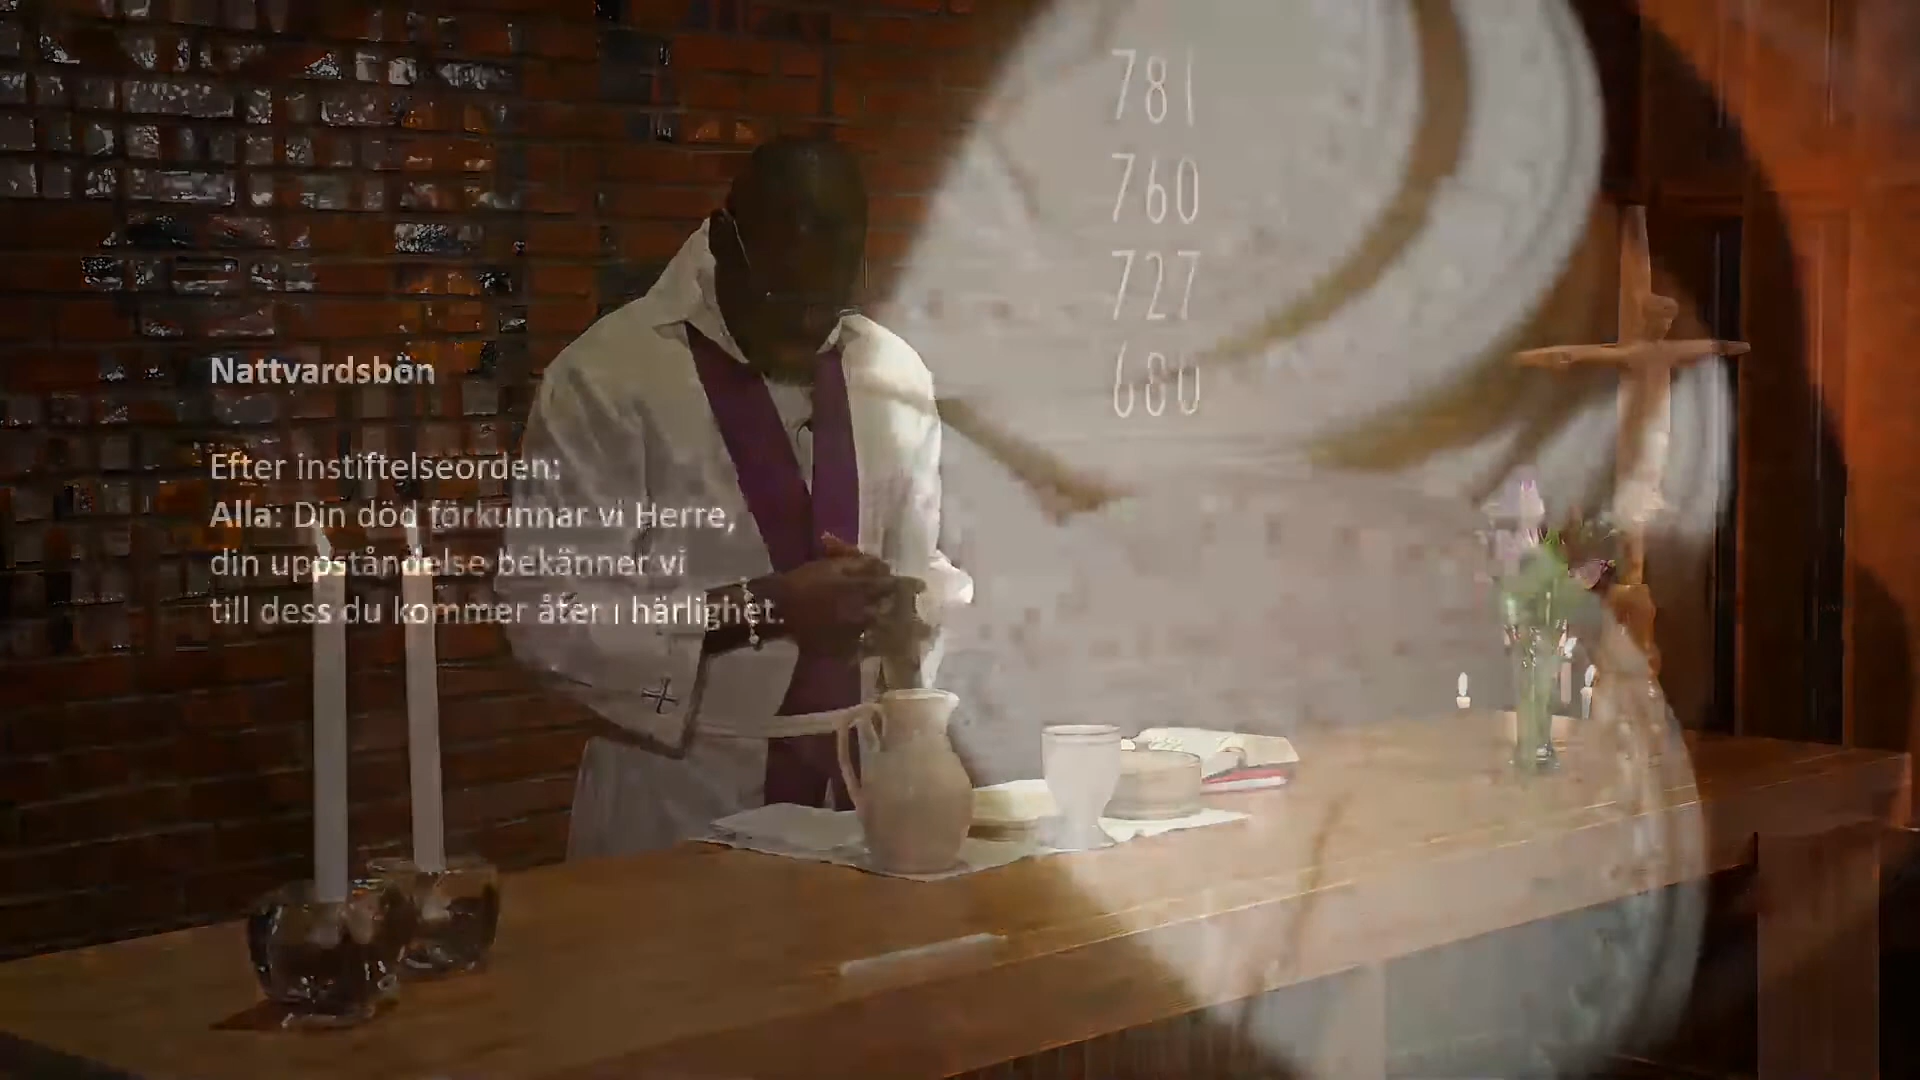 781
760
727
680
Nattvardsbön
Efter instiftelseorden:
Alla: Din död förkunnar vi Herre,
din uppståndelse bekänner vi
till dess du kommer åter i härlighet.